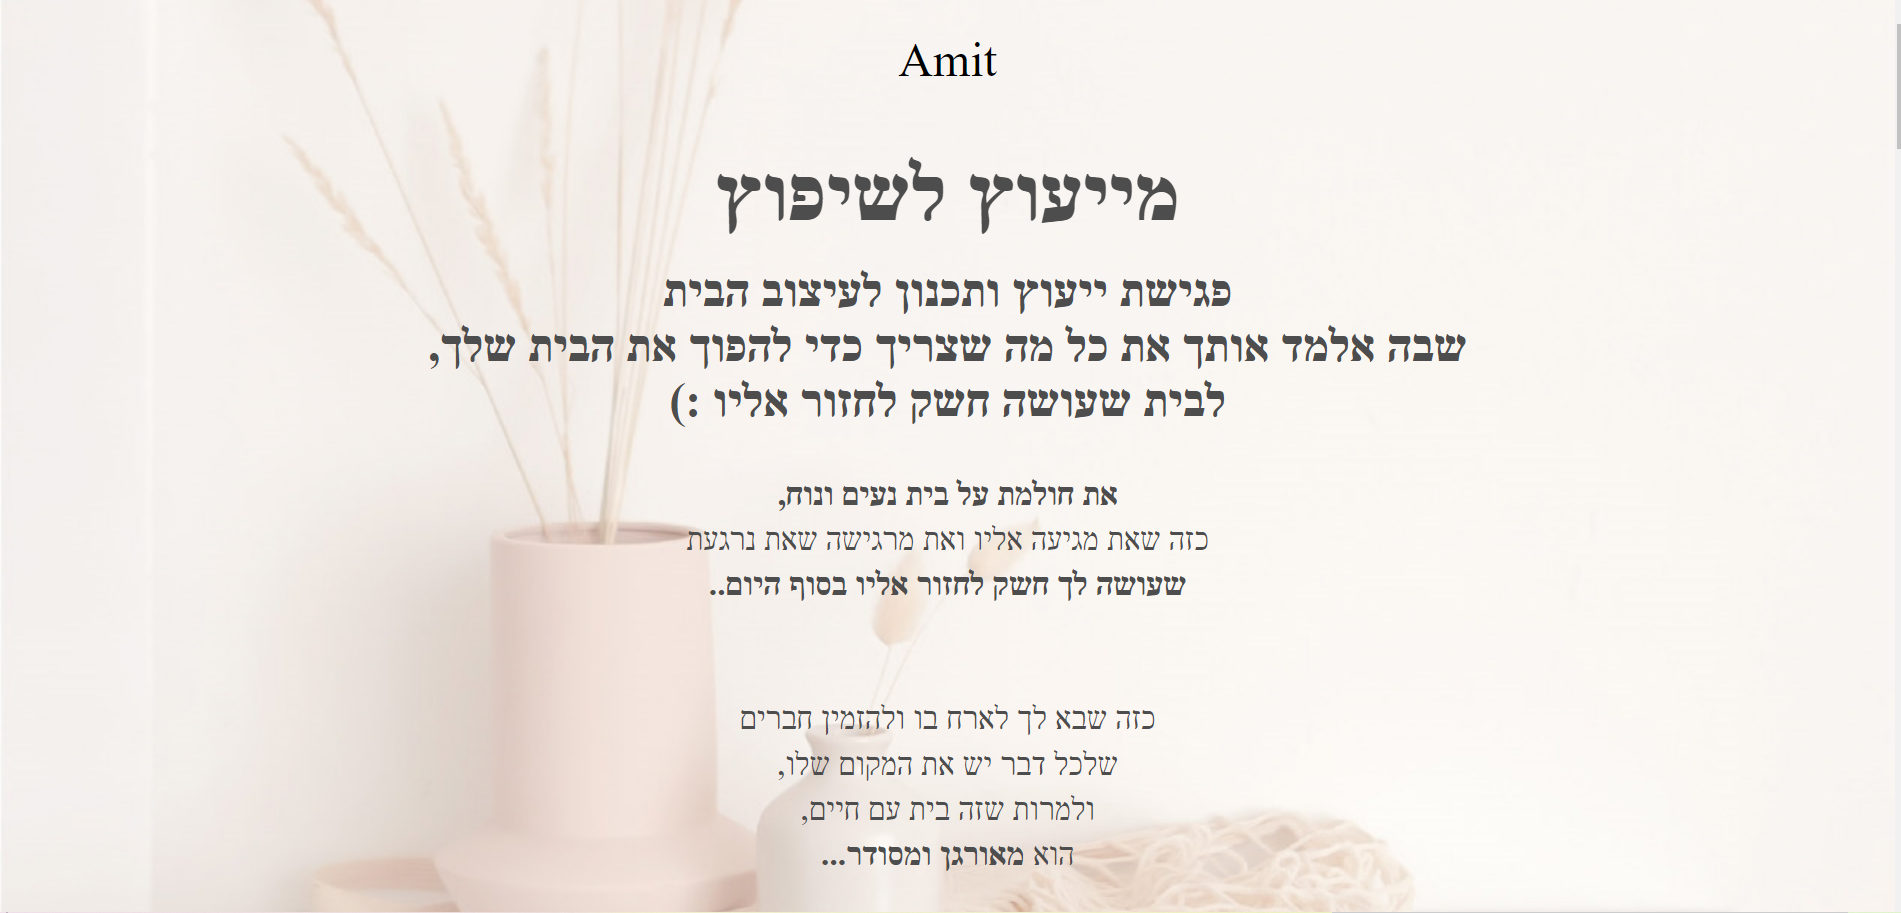 Amit
מייעוץ לשיפוץ
פגישת ייעוץ ותכנון לעיצוב הבית
שבה אלמד אותך את כל מה שצריך כדי להפוך את הבית שלך,
לבית שעושה חשק לחזור אליו :)
את חולמת על בית נעים ונוח,
כזה שאת מגיעה אליו ואת מרגישה שאת נרגעת
שעושה לך חשק לחזור אליו בסוף היום..
כזה שבא לך לארח בו ולהזמין חברים
שלכל דבר יש את המקום שלו,
ולמרות שזה בית עם חיים,
הוא מאורגן ומסודר...